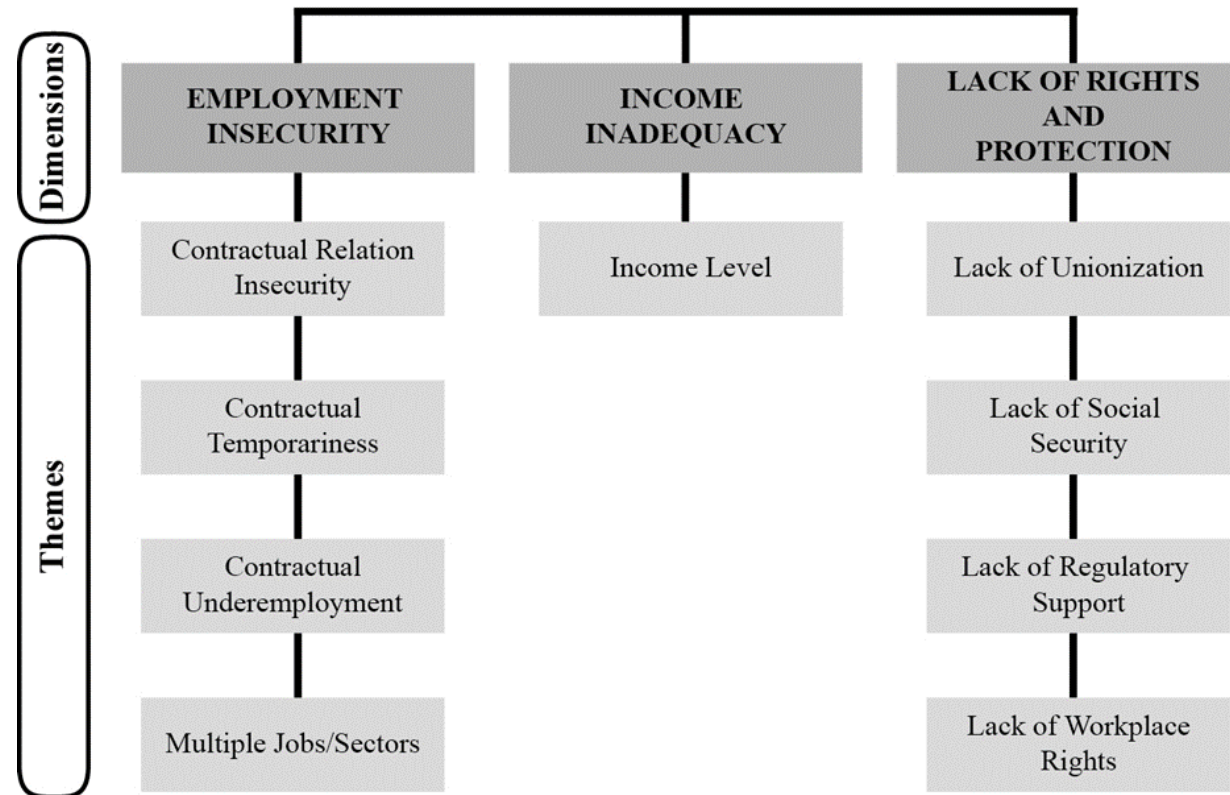 Dimensions
EMPLOYMENT
INSECURITY
INCOME
INADEQUACY
LACK OF RIGHTS
AND
PROTECTION
Themes
Contractual Relation
Insecurity
Income Level
Lack of Unionization
Contractual
Temporariness
Lack of Social
Security
Contractual
Underemployment
Lack of Regulatory
Support
Multiple Jobs/Sectors
Lack of Workplace
Rights